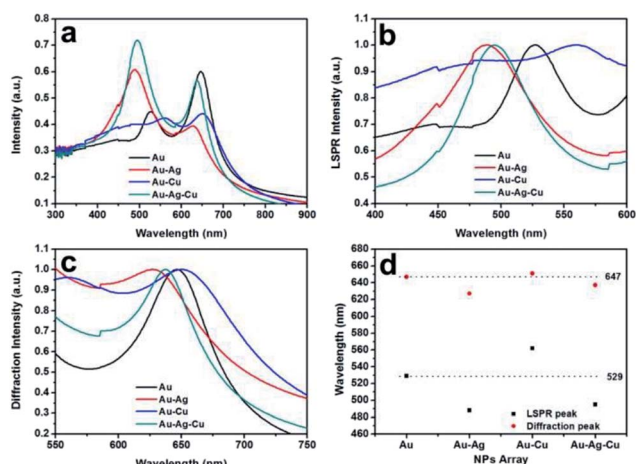 a
Intensity (a.u.)
0.8
0.7
0.6
0.5
0.4
0.3
0.2
0.1
Au
Au-Ag
Au-Cu
Au-Ag-Cu
300 400 500 600 700 800 900
Wavelength (nm)
b
LSPR Intensity (a.u.)
1.1
1.0
0.9
0.8
0.7
0.6
0.5
0.4
Au
Au-Ag
Au-Cu
Au-Ag-Cu
400 450 500 550 600
Wavelength (nm)
c
Diffraction Intensity (a.u.)
1.1
1.0
0.9
0.8
0.7
0.6
0.5
0.4
0.3
0.2
Au
Au-Ag
Au-Cu
Au-Ag-Cu
550 600 650 700 750
Wavelength (nm)
d
Wavelength (nm)
680
660
640
620
600
580
560
540
520
500
480
460
647
529
LSPR peak
Diffraction peak
Au Au-Ag Au-Cu Au-Ag-Cu
NPs Array